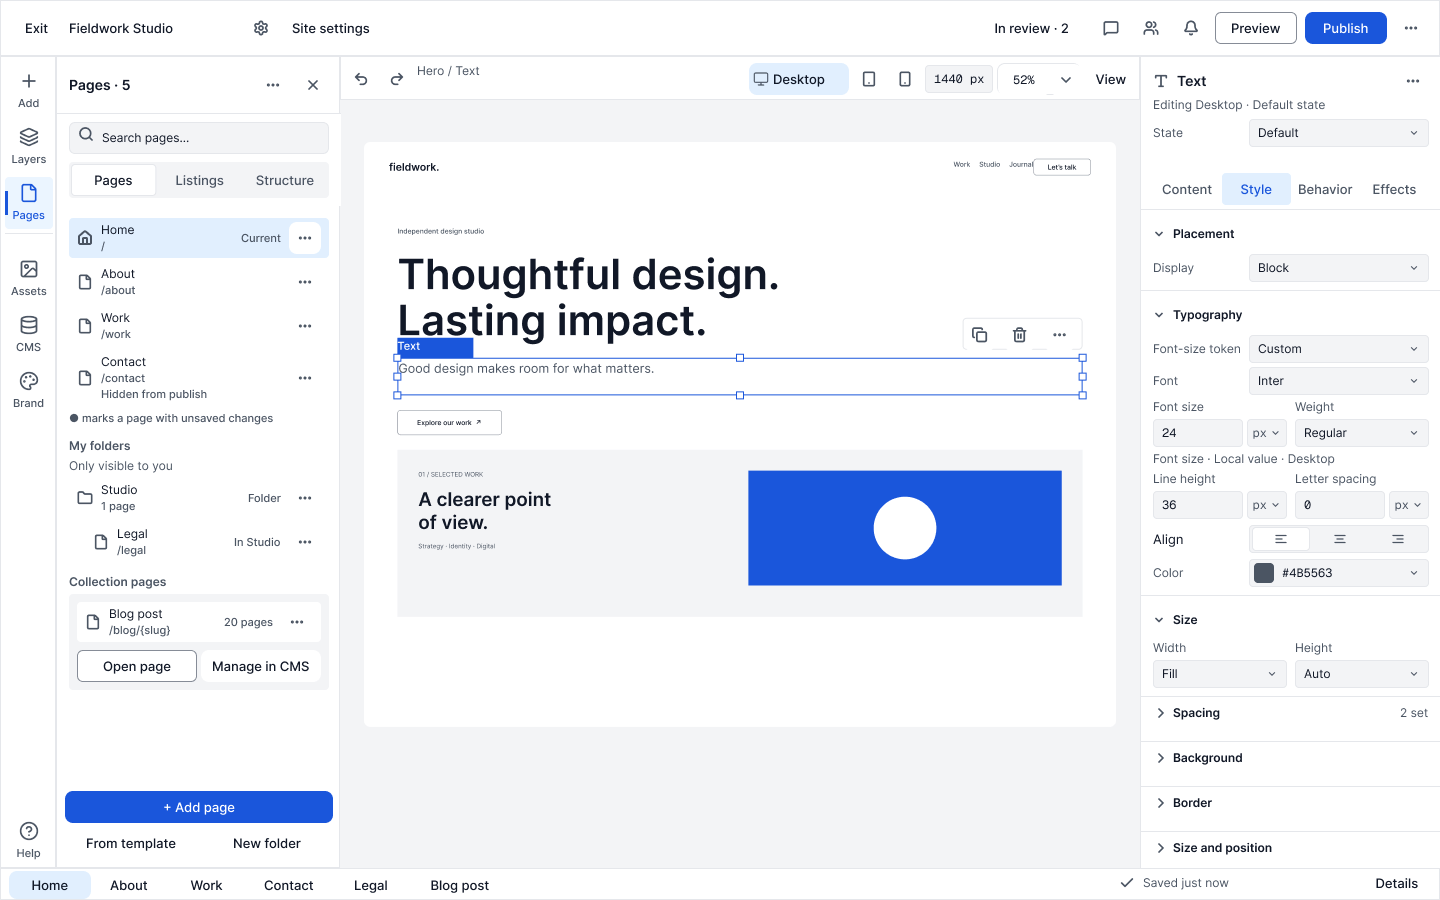 Exit
Fieldwork Studio
Site settings
In review · 2
Preview
Publish
Add
Layers
Pages
Assets
CMS
Brand
Help
Pages · 5
Search pages...
Pages
Listings
Structure
Home
/
Current
About
/about
Work
/work
Contact
/contact
Hidden from publish
marks a page with unsaved changes
My folders
Only visible to you
Studio
1 page
Folder
Legal
/legal
In Studio
Collection pages
Blog post
/blog/{slug}
20 pages
Open page
Manage in CMS
+ Add page
From template
New folder
Hero / Text
Desktop
1440 px
52%
View
fieldwork.
Work
Studio
Journal
Let's talk
Independent design studio
Thoughtful design.
Lasting impact.
Text
Good design makes room for what matters.
Explore our work ↗
01 / SELECTED WORK
A clearer point
of view.
Strategy · Identity · Digital
Text
Editing Desktop · Default state
State
Default
Content
Style
Behavior
Effects
Placement
Display
Block
Typography
Font-size token
Custom
Font
Inter
Font size
Weight
24
px
Regular
Font size · Local value · Desktop
Line height
Letter spacing
36
px
0
px
Align
Color
#4B5563
Size
Width
Height
Fill
Auto
Spacing
2 set
Background
Border
Size and position
Home
About
Work
Contact
Legal
Blog post
Saved just now
Details